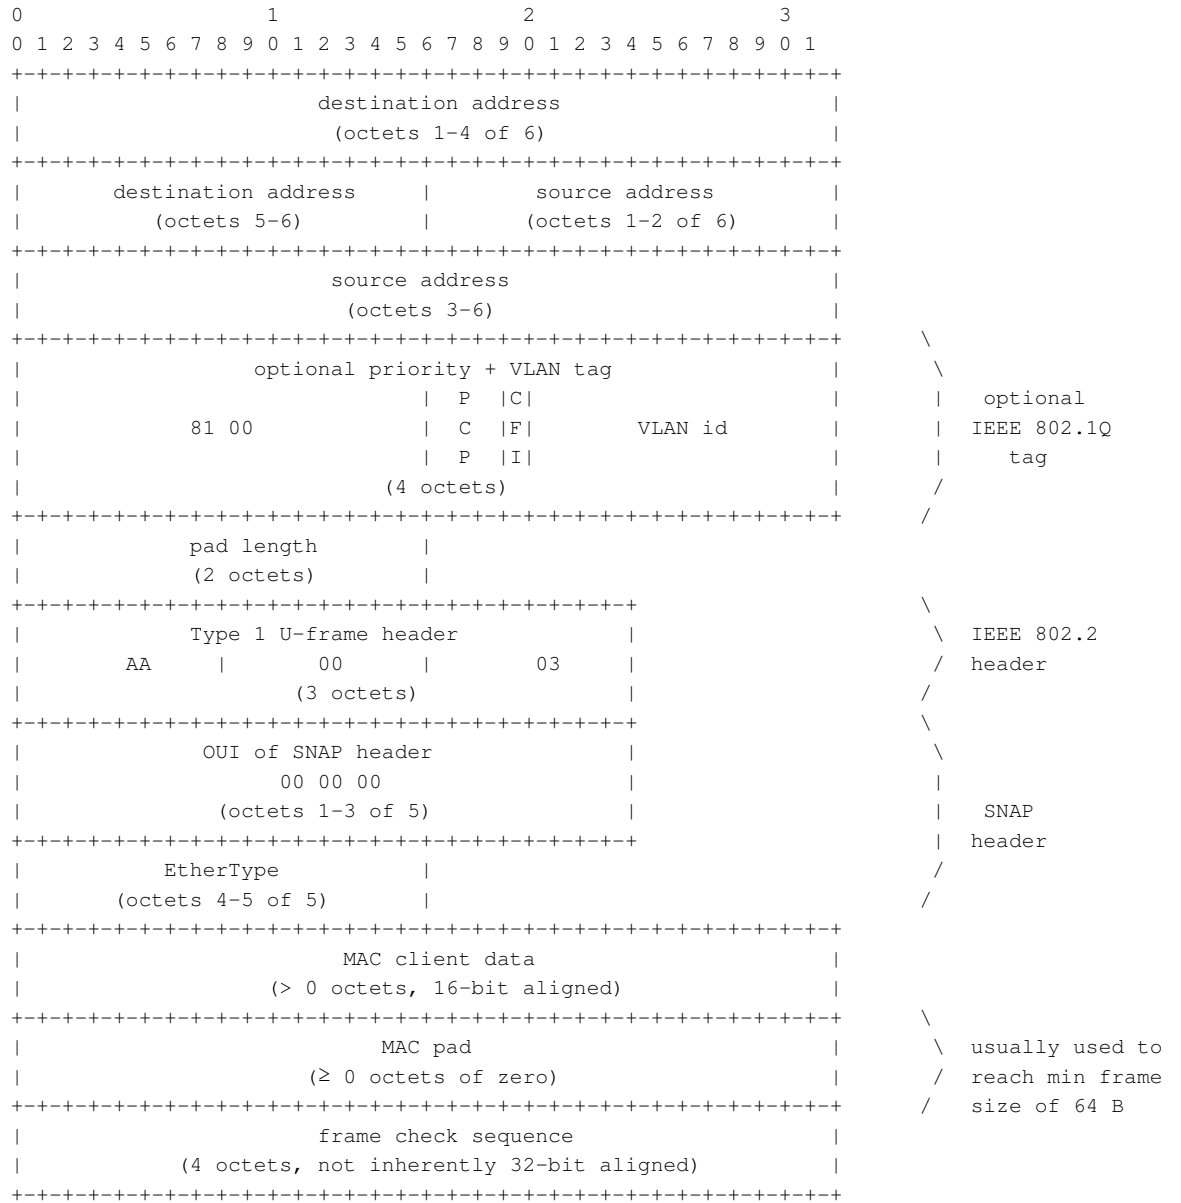 0                   1                   2                   3
0 1 2 3 4 5 6 7 8 9 0 1 2 3 4 5 6 7 8 9 0 1 2 3 4 5 6 7 8 9 0 1
+-+-+-+-+-+-+-+-+-+-+-+-+-+-+-+-+-+-+-+-+-+-+-+-+-+-+-+-+-+-+-+-+
|                       destination address                     |
|                        (octets 1-4 of 6)                      |
+-+-+-+-+-+-+-+-+-+-+-+-+-+-+-+-+-+-+-+-+-+-+-+-+-+-+-+-+-+-+-+-+
|       destination address     |        source address         |
|          (octets 5-6)         |       (octets 1-2 of 6)       |
+-+-+-+-+-+-+-+-+-+-+-+-+-+-+-+-+-+-+-+-+-+-+-+-+-+-+-+-+-+-+-+-+
|                        source address                         |
|                         (octets 3-6)                          |
+-+-+-+-+-+-+-+-+-+-+-+-+-+-+-+-+-+-+-+-+-+-+-+-+-+-+-+-+-+-+-+-+      \
|                  optional priority + VLAN tag                 |       \
|                               |  P  |C|                       |       |   optional
|             81 00             |  C  |F|        VLAN id        |       |  IEEE 802.1Q
|                               |  P  |I|                       |       |     tag
|                            (4 octets)                         |       /
+-+-+-+-+-+-+-+-+-+-+-+-+-+-+-+-+-+-+-+-+-+-+-+-+-+-+-+-+-+-+-+-+      /
|             pad length        |
|             (2 octets)        |
+-+-+-+-+-+-+-+-+-+-+-+-+-+-+-+-+-+-+-+-+-+-+-+-+                      \
|             Type 1 U-frame header             |                       \  IEEE 802.2
|        AA     |       00      |        03     |                       /  header
|                     (3 octets)                |                      /
+-+-+-+-+-+-+-+-+-+-+-+-+-+-+-+-+-+-+-+-+-+-+-+-+                      \
|              OUI of SNAP header               |                       \
|                    00 00 00                   |                       |
|               (octets 1-3 of 5)               |                       |   SNAP
+-+-+-+-+-+-+-+-+-+-+-+-+-+-+-+-+-+-+-+-+-+-+-+-+                       |  header
|           EtherType           |                                       /
|       (octets 4-5 of 5)       |                                      /
+-+-+-+-+-+-+-+-+-+-+-+-+-+-+-+-+-+-+-+-+-+-+-+-+-+-+-+-+-+-+-+-+
|                         MAC client data                       |
|                   (> 0 octets, 16-bit aligned)                |
+-+-+-+-+-+-+-+-+-+-+-+-+-+-+-+-+-+-+-+-+-+-+-+-+-+-+-+-+-+-+-+-+      \
|                            MAC pad                            |       \  usually used to
|                      (≥ 0 octets of zero)                     |       /  reach min frame
+-+-+-+-+-+-+-+-+-+-+-+-+-+-+-+-+-+-+-+-+-+-+-+-+-+-+-+-+-+-+-+-+      /   size of 64 B
|                       frame check sequence                    |
|            (4 octets, not inherently 32-bit aligned)          |
+-+-+-+-+-+-+-+-+-+-+-+-+-+-+-+-+-+-+-+-+-+-+-+-+-+-+-+-+-+-+-+-+